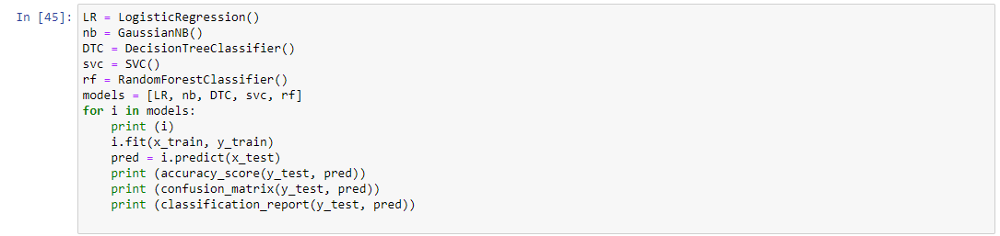 In [45]: LR = LogisticRegression()
nb = GaussianNB()
DTC = DecisionTreeClassifier()
svc = SVC()
rf = RandomForestClassifier()
models = [LR, nb, DTC, svc, rf]
for i in models:
    print (i)
    i.fit(x_train, y_train)
    pred = i.predict(x_test)
    print (accuracy_score(y_test, pred))
    print (confusion_matrix(y_test, pred))
    print (classification_report(y_test, pred))